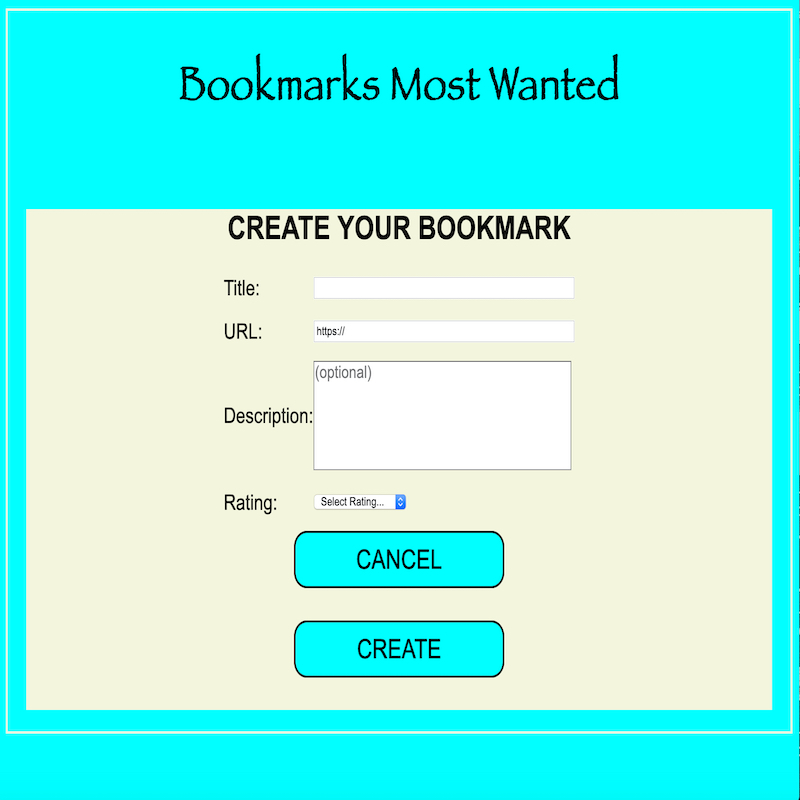 Bookmarks Most Wanted
CREATE YOUR BOOKMARK
Title:
URL: https://
Description: (optional)
Rating: Select Rating...
CANCEL
CREATE